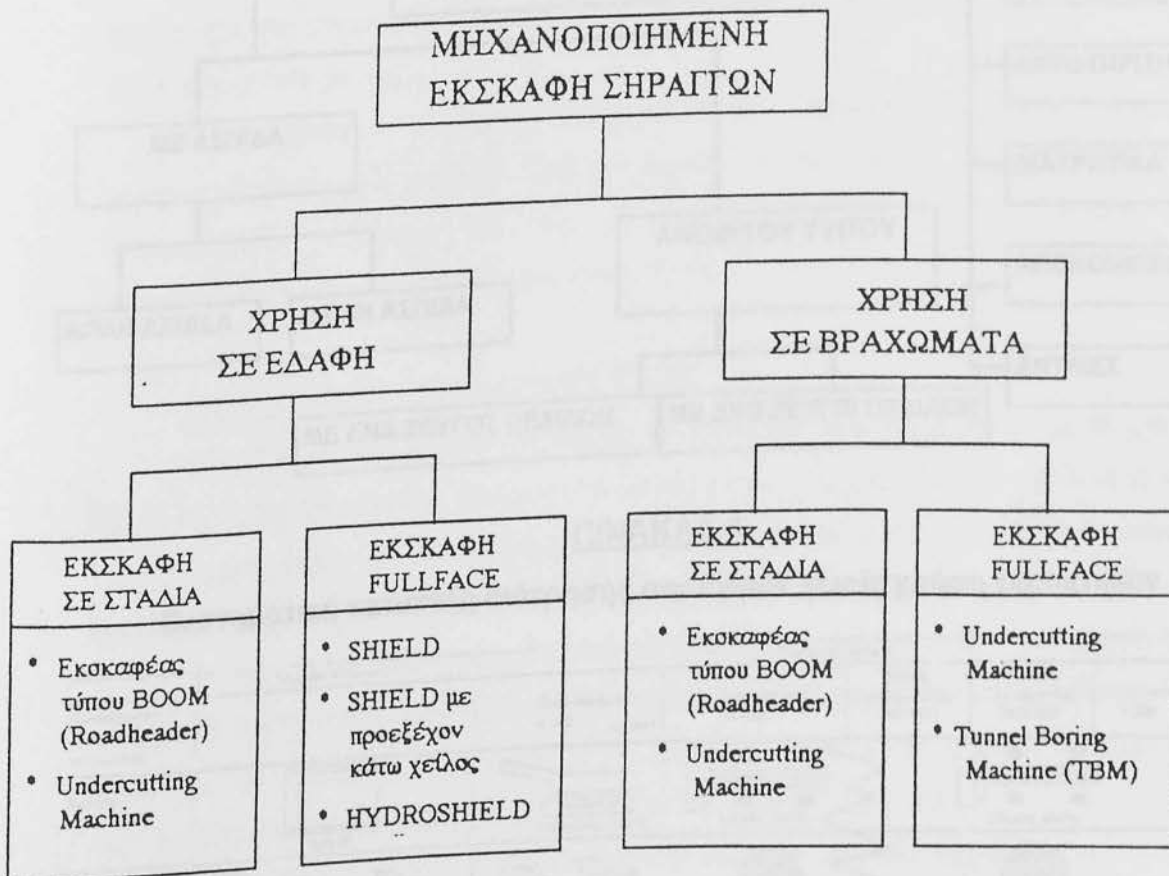 ΜΗΧΑΝΟΠΟΙΗΜΕΝΗ
ΕΚΣΚΑΦΗ ΣΗΡΑΓΓΩΝ
ΧΡΗΣΗ
ΣΕ ΕΔΑΦΗ
ΧΡΗΣΗ
ΣΕ ΒΡΑΧΩΜΑΤΑ
ΕΚΣΚΑΦΗ
ΣΕ ΣΤΑΔΙΑ
• Εκσκαφέας
τύπου BOOM
(Roadheader)
• Undercutting
Machine
ΕΚΣΚΑΦΗ
FULLFACE
• SHIELD
• SHIELD με
προεξέχον
κάτω χείλος
• HYDROSHIELD
ΕΚΣΚΑΦΗ
ΣΕ ΣΤΑΔΙΑ
• Εκσκαφέας
τύπου BOOM
(Roadheader)
• Undercutting
Machine
ΕΚΣΚΑΦΗ
FULLFACE
• Undercutting
Machine
• Tunnel Boring
Machine (TBM)